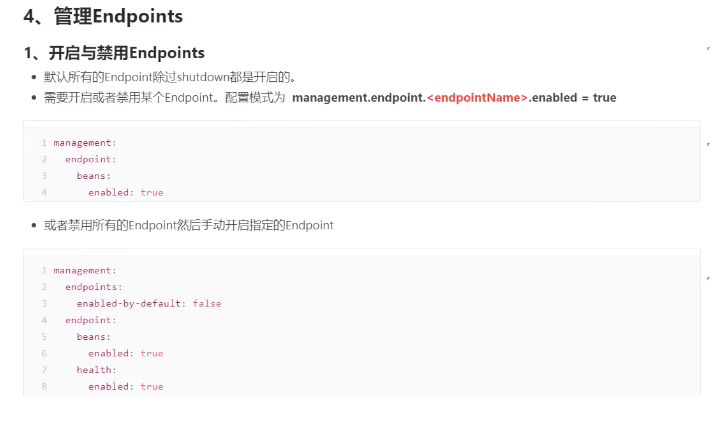 4、管理Endpoints
1、开启与禁用Endpoints
• 默认所有的Endpoint除过shutdown都是开启的。
• 需要开启或者禁用某个Endpoint。配置模式为 management.endpoint.<endpointName>.enabled = true
1 management:
2   endpoint:
3     beans:
4       enabled: true
• 或者禁用所有的Endpoint然后手动开启指定的Endpoint
1 management:
2   endpoints:
3     enabled-by-default: false
4   endpoint:
5     beans:
6       enabled: true
7     health:
8       enabled: true